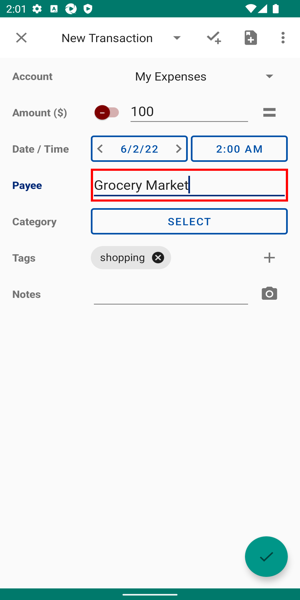 2:01
New Transaction
Account
My Expenses
Amount ($)
100
Date / Time
6/2/22
2:00 AM
Payee
Grocery Market
Category
SELECT
Tags
shopping
Notes